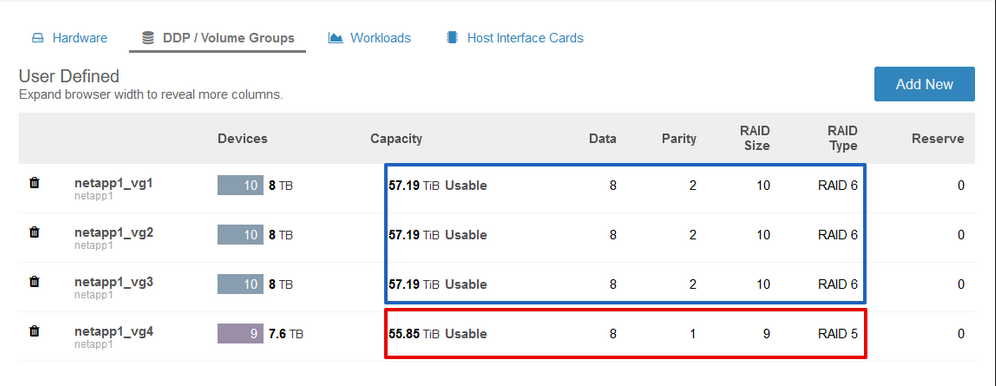 Hardware DDP / Volume Groups Workloads Host Interface Cards
User Defined
Expand browser width to reveal more columns.
Add New
Devices Capacity Data Parity RAID Size RAID Type Reserve
netapp1_vg1 10 8 TB 57.19 TiB Usable 8 2 10 RAID 6 0
netapp1
netapp1_vg2 10 8 TB 57.19 TiB Usable 8 2 10 RAID 6 0
netapp1
netapp1_vg3 10 8 TB 57.19 TiB Usable 8 2 10 RAID 6 0
netapp1
netapp1_vg4 9 7.6 TB 55.85 TiB Usable 8 1 9 RAID 5 0
netapp1